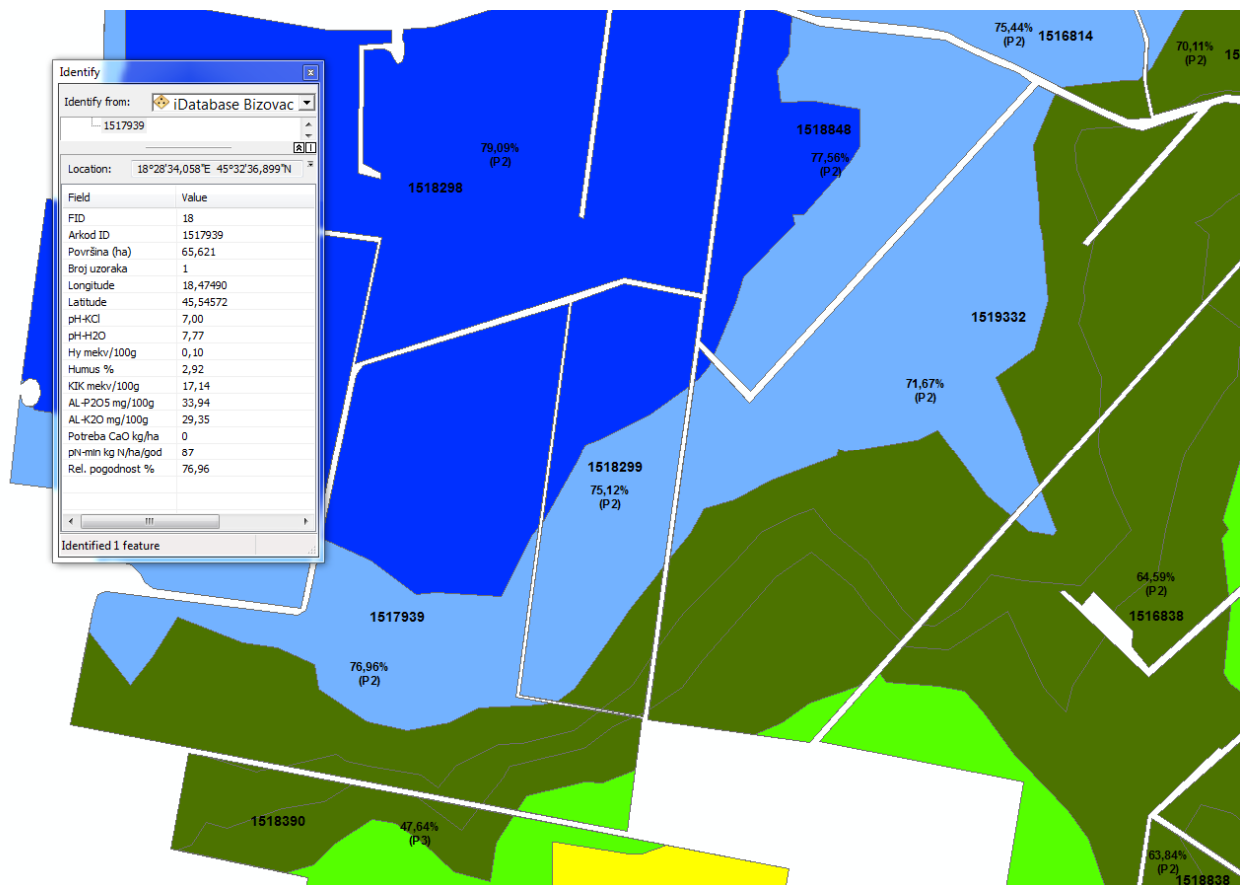 Identify
Identify from: iDatabase Bizovac
1517939
Location: 18°28'34,058"E 45°32'36,899"N
Field Value
FID 18
Arkod ID 1517939
Površina (ha) 65,621
Broj uzoraka 1
Longitude 18,47490
Latitude 45,54572
pH-KCl 7,00
pH-H2O 7,77
Hy mekv/100g 0,10
Humus % 2,92
KIK mekv/100g 17,14
AL-P2O5 mg/100g 33,94
AL-K2O mg/100g 29,35
Potreba CaO kg/ha 0
pN-min kg N/ha/god 87
Rel. pogodnost % 76,96
Identified 1 feature
75,44%
(P2)
1516814
70,11%
(P2)
15
79,09%
(P2)
1518298
1518848
77,56%
(P2)
1519332
71,67%
(P2)
1518299
75,12%
(P2)
1517939
76,96%
(P2)
64,59%
(P2)
1516838
1518390
47,64%
(P3)
63,84%
(P2)
1518838